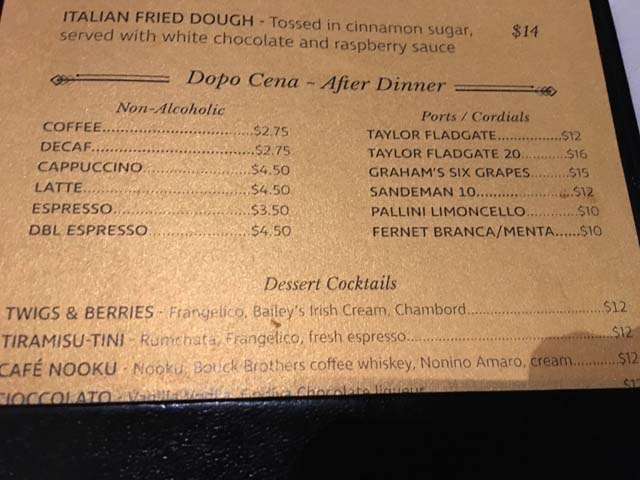 ITALIAN FRIED DOUGH - Tossed in cinnamon sugar, $14
served with white chocolate and raspberry sauce
Dopo Cena ~ After Dinner
Non-Alcoholic
COFFEE.................................$2.75
DECAF..................................$2.75
CAPPUCCINO........................$4.50
LATTE...................................$4.50
ESPRESSO............................$3.50
DBL ESPRESSO.....................$4.50
Ports / Cordials
TAYLOR FLADGATE.............$12
TAYLOR FLADGATE 20.........$16
GRAHAM'S SIX GRAPES.......$15
SANDEMAN 10..................$12
PALLINI LIMONCELLO..........$10
FERNET BRANCA/MENTA......$10
Dessert Cocktails
TWIGS & BERRIES - Frangelico, Bailey's Irish Cream, Chambord...........................$12
TIRAMISU-TINI - Rumchata, Frangelico, fresh espresso.......................................$12
CAFÉ NOOKU - Nooku, Bouck Brothers coffee whiskey, Nonino Amaro, cream..........$12
CIOCCOLATO - Vanilla Chocolate liqueur